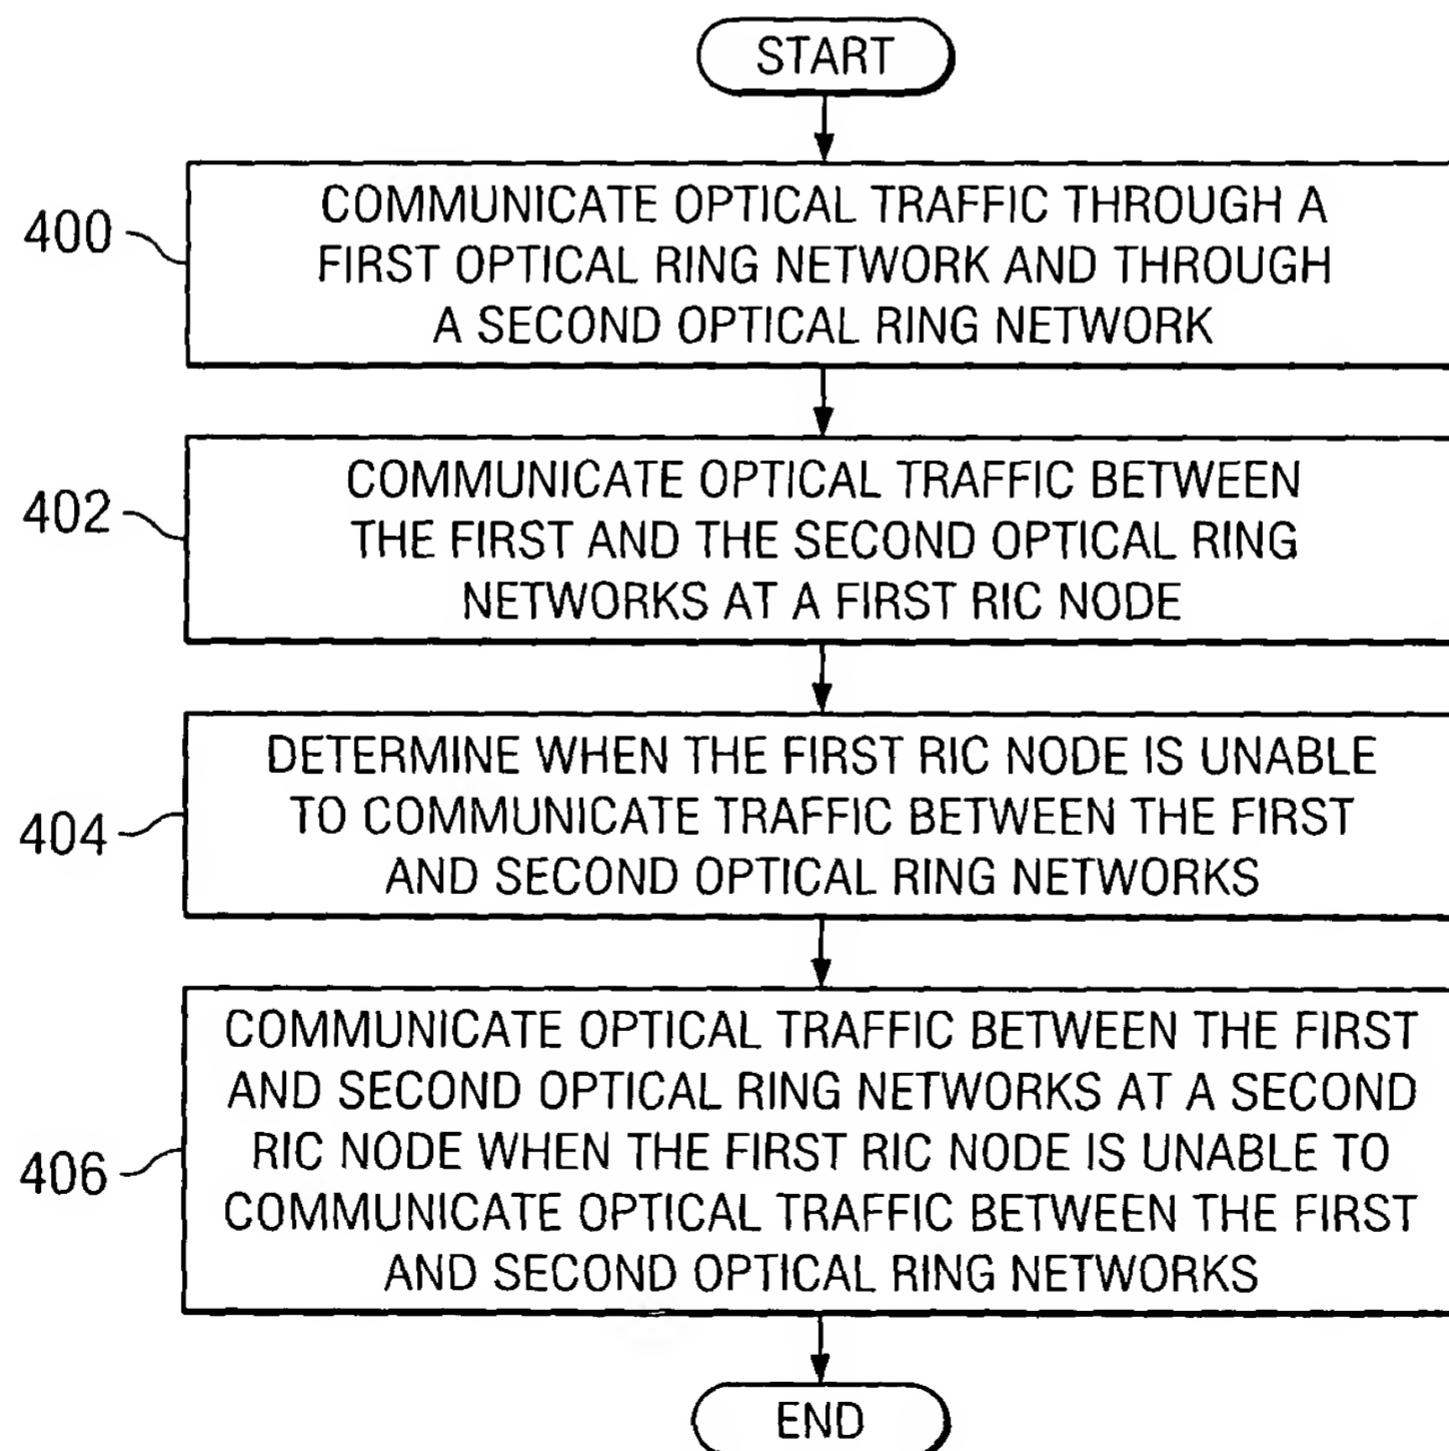 START
400
COMMUNICATE OPTICAL TRAFFIC THROUGH A
FIRST OPTICAL RING NETWORK AND THROUGH
A SECOND OPTICAL RING NETWORK
402
COMMUNICATE OPTICAL TRAFFIC BETWEEN
THE FIRST AND THE SECOND OPTICAL RING
NETWORKS AT A FIRST RIC NODE
404
DETERMINE WHEN THE FIRST RIC NODE IS UNABLE
TO COMMUNICATE TRAFFIC BETWEEN THE FIRST
AND SECOND OPTICAL RING NETWORKS
406
COMMUNICATE OPTICAL TRAFFIC BETWEEN THE FIRST
AND SECOND OPTICAL RING NETWORKS AT A SECOND
RIC NODE WHEN THE FIRST RIC NODE IS UNABLE TO
COMMUNICATE OPTICAL TRAFFIC BETWEEN THE FIRST
AND SECOND OPTICAL RING NETWORKS
END